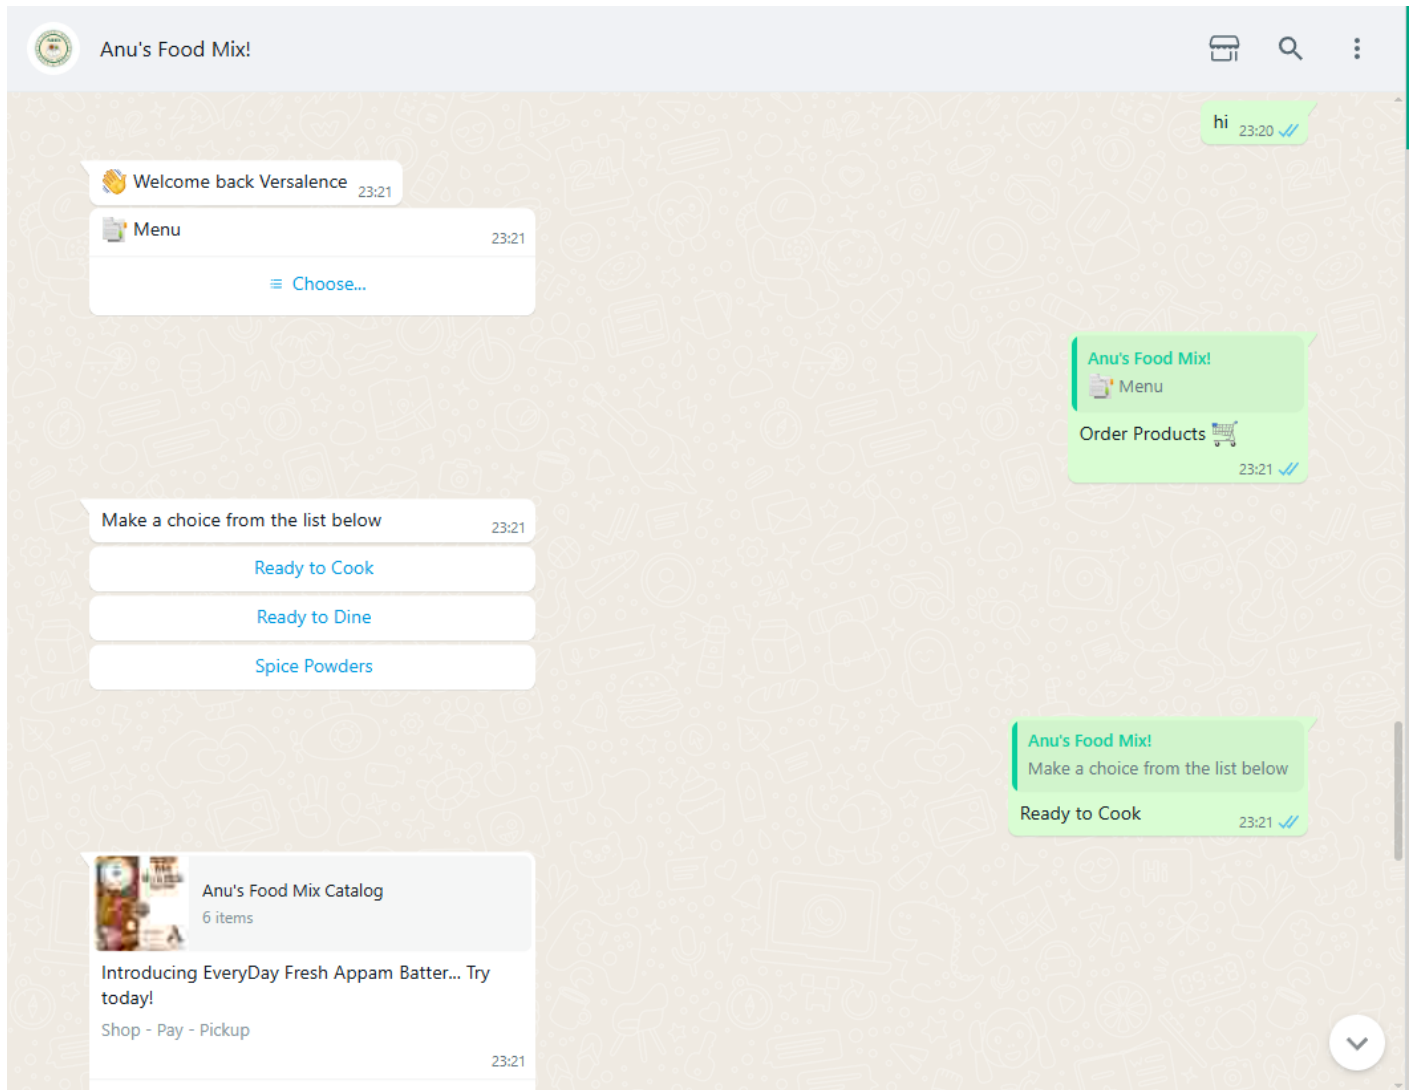 Anu's Food Mix!
hi 23:20
👋 Welcome back Versalence 23:21
Menu 23:21
Choose...
Anu's Food Mix!
Menu
Order Products 🛒
23:21
Make a choice from the list below 23:21
Ready to Cook
Ready to Dine
Spice Powders
Anu's Food Mix!
Make a choice from the list below
Ready to Cook 23:21
Anu's Food Mix Catalog
6 items
Introducing EveryDay Fresh Appam Batter... Try
today!
Shop - Pay - Pickup
23:21